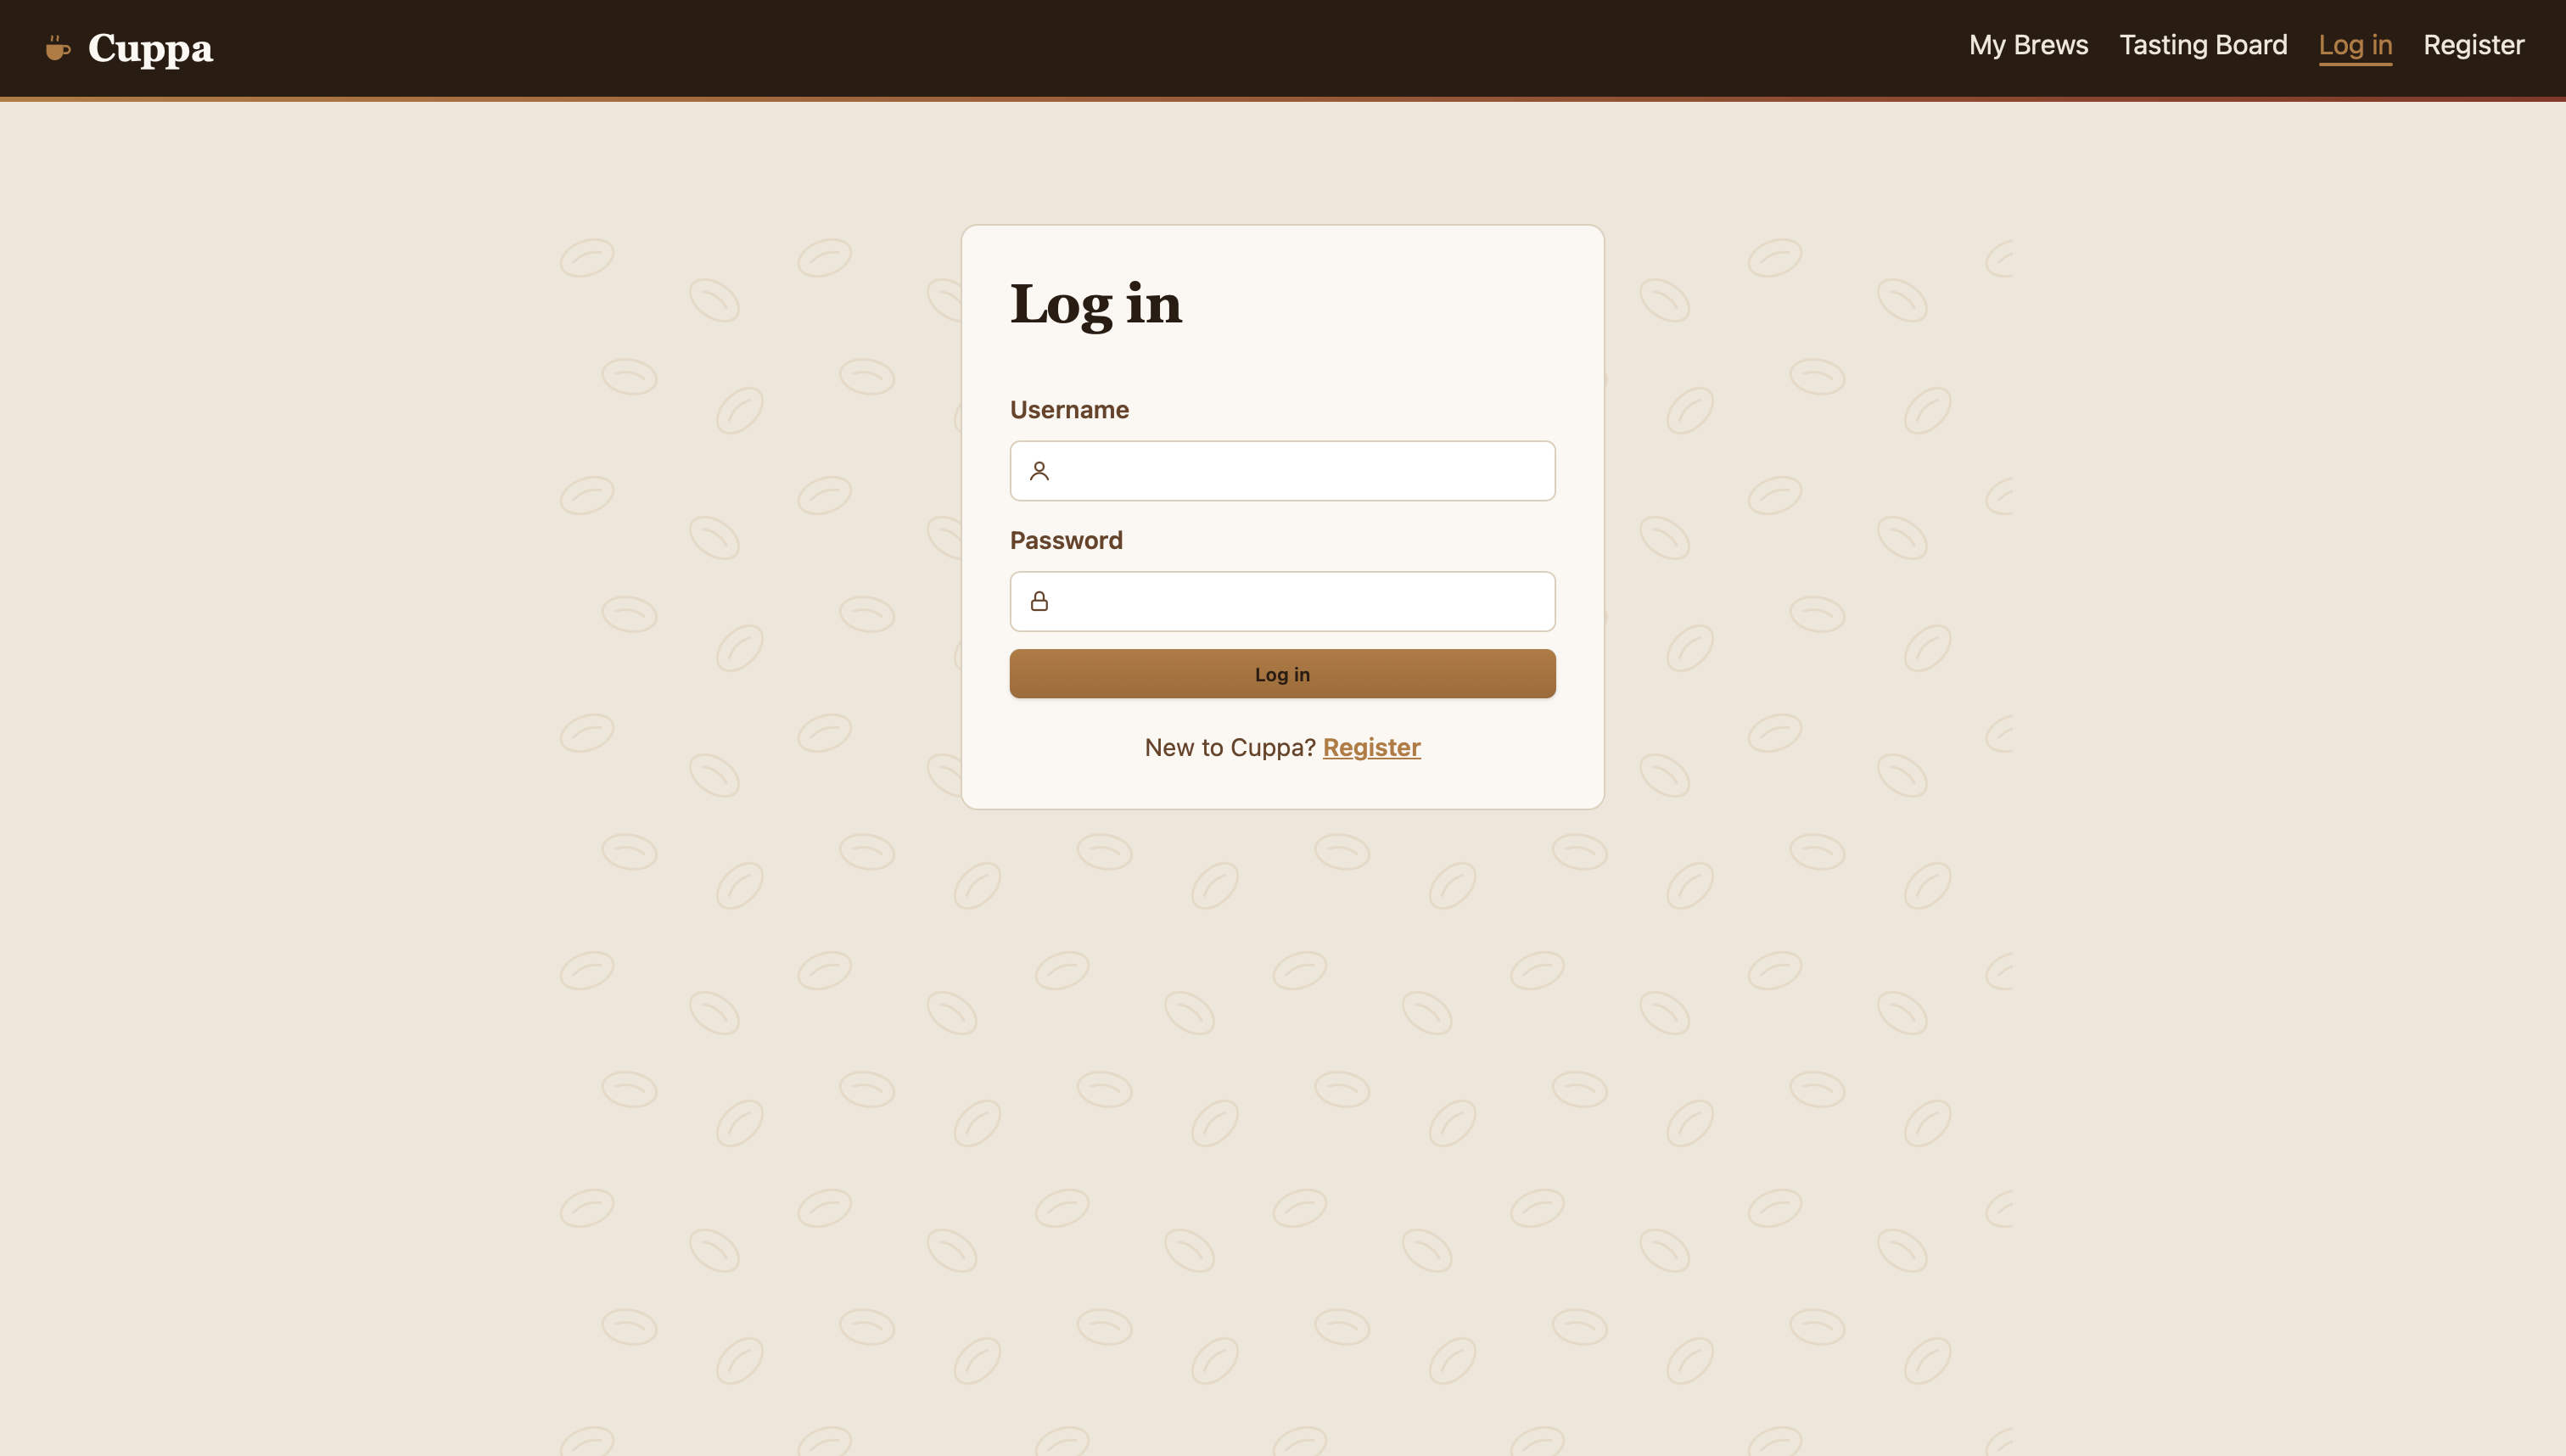 Cuppa
My Brews Tasting Board Log in Register
Log in
Username
Password
Log in
New to Cuppa? Register